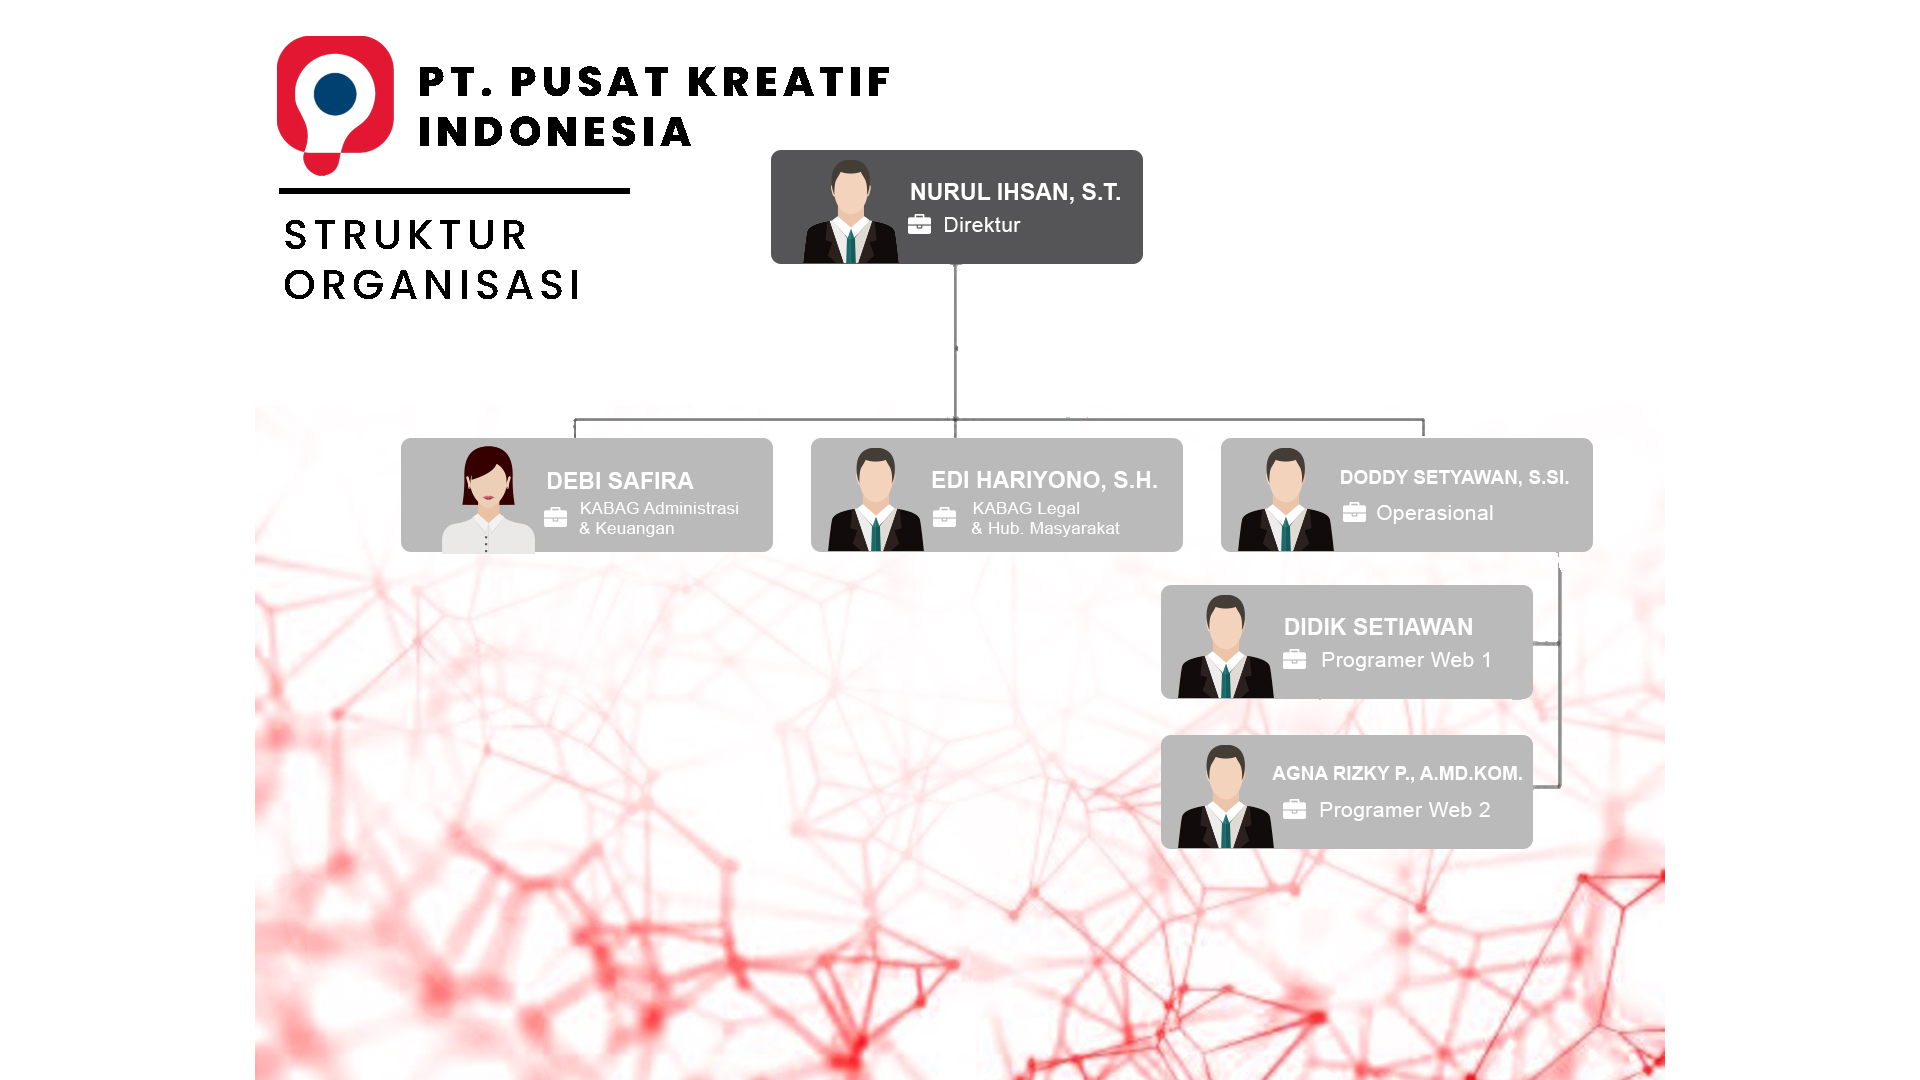 PT. PUSAT KREATIF
INDONESIA
STRUKTUR
ORGANISASI
NURUL IHSAN, S.T.
Direktur
DEBI SAFIRA
KABAG Administrasi
& Keuangan
EDI HARIYONO, S.H.
KABAG Legal
& Hub. Masyarakat
DODDY SETYAWAN, S.SI.
Operasional
DIDIK SETIAWAN
Programer Web 1
AGNA RIZKY P., A.MD.KOM.
Programer Web 2